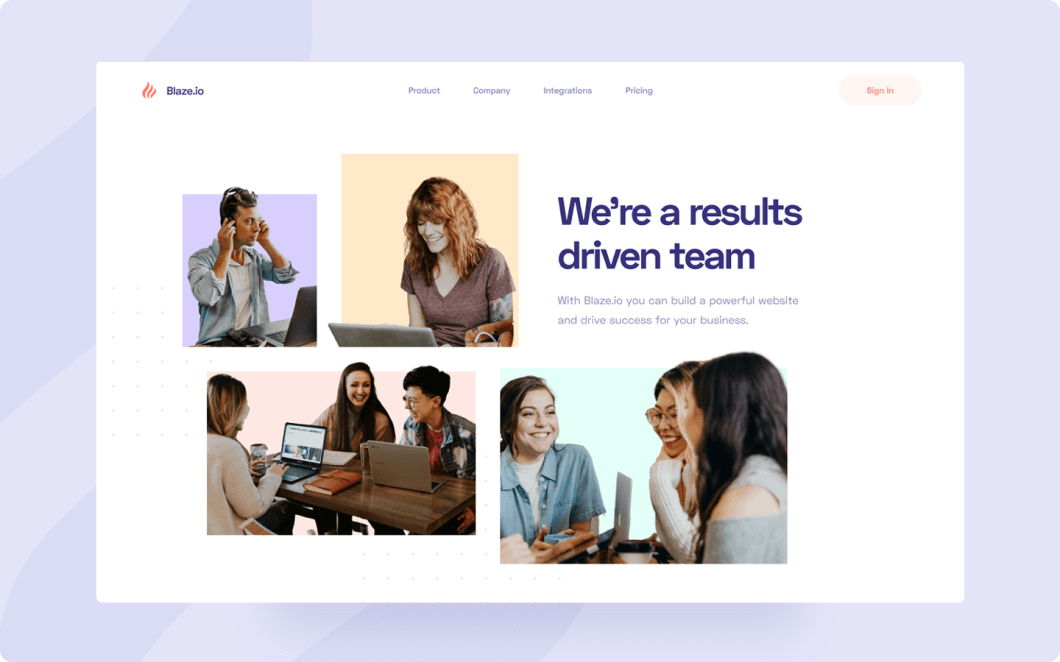 Blaze.io
Product
Company
Integrations
Pricing
Sign in
We're a results
driven team
With Blaze.io you can build a powerful website
and drive success for your business.